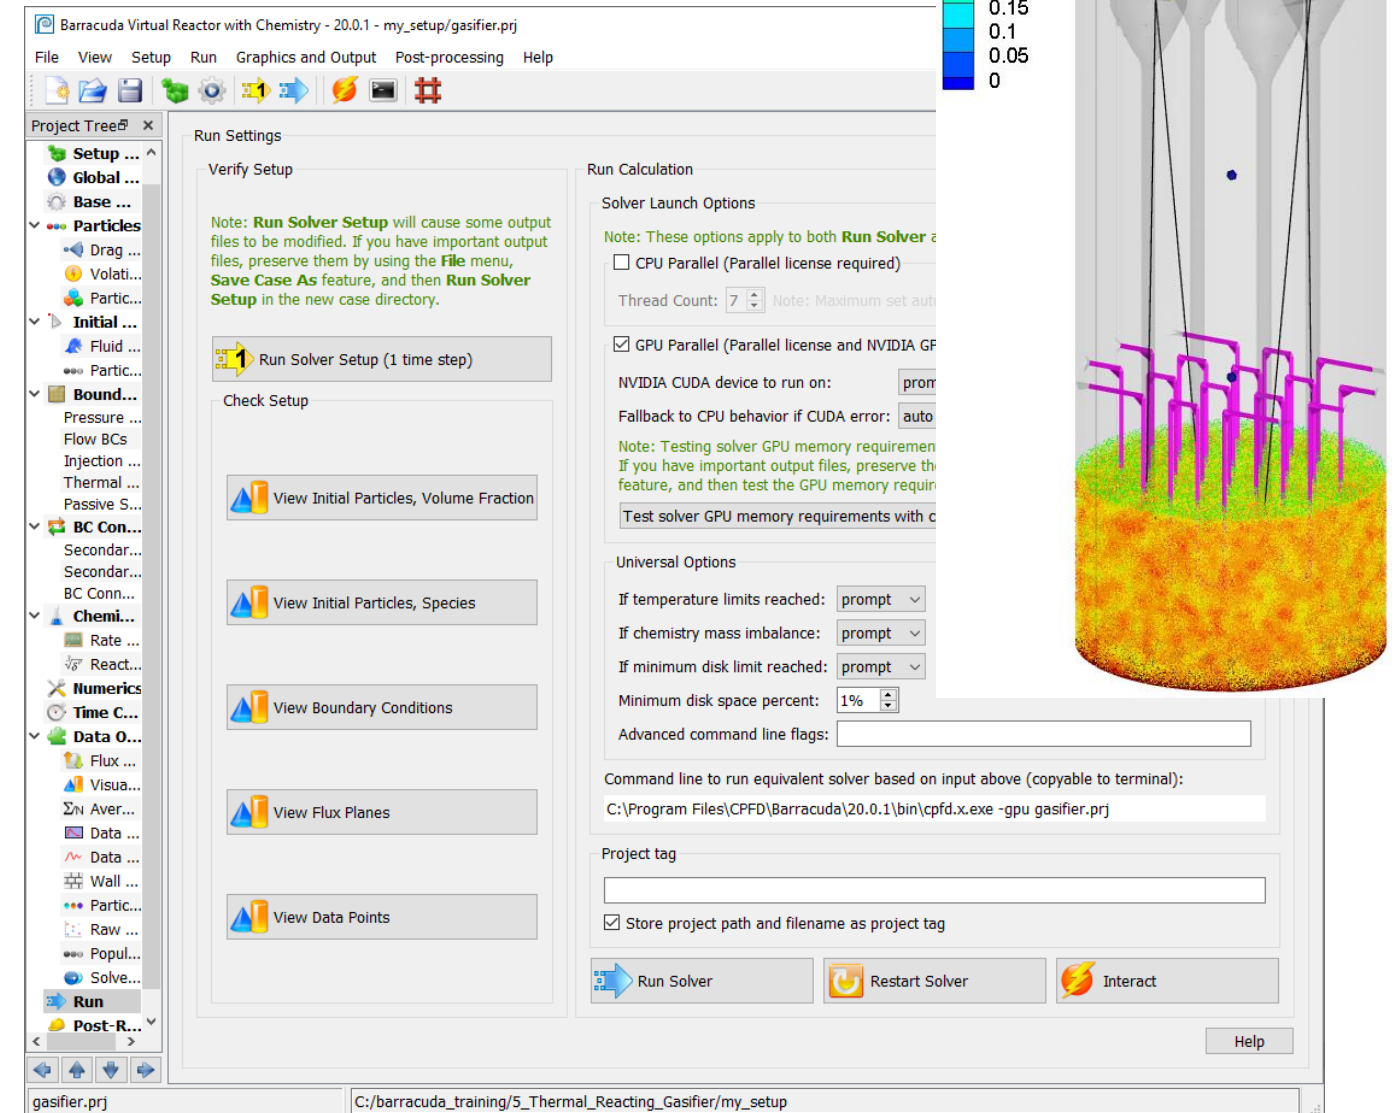 Barracuda Virtual Reactor with Chemistry - 20.0.1 - my_setup/gasifier.prj
File View Setup Run Graphics and Output Post-processing Help
0.15
0.1
0.05
0
Project Tree
Setup ...
Global ...
Base ...
Particles
Drag ...
Volati...
Partic...
Initial ...
Fluid ...
Partic...
Bound...
Pressure ...
Flow BCs
Injection ...
Thermal ...
Passive S...
BC Con...
Secondar...
Secondar...
BC Conn...
Chemi...
Rate ...
React...
Numerics
Time C...
Data O...
Flux ...
Visua...
Aver...
Data ...
Data ...
Wall ...
Partic...
Raw ...
Popul...
Solve...
Run
Post-R...
Run Settings
Verify Setup
Note: Run Solver Setup will cause some output
files to be modified. If you have important output
files, preserve them by using the File menu,
Save Case As feature, and then Run Solver
Setup in the new case directory.
1 Run Solver Setup (1 time step)
Check Setup
View Initial Particles, Volume Fraction
View Initial Particles, Species
View Boundary Conditions
View Flux Planes
View Data Points
Run Calculation
Solver Launch Options
Note: These options apply to both Run Solver a
CPU Parallel (Parallel license required)
Thread Count: 7 Note: Maximum set aut
GPU Parallel (Parallel license and NVIDIA GP
NVIDIA CUDA device to run on: prom
Fallback to CPU behavior if CUDA error: auto
Note: Testing solver GPU memory requiremen
If you have important output files, preserve th
feature, and then test the GPU memory requir
Test solver GPU memory requirements with c
Universal Options
If temperature limits reached: prompt
If chemistry mass imbalance: prompt
If minimum disk limit reached: prompt
Minimum disk space percent: 1%
Advanced command line flags:
Command line to run equivalent solver based on input above (copyable to terminal):
C:\Program Files\CPFD\Barracuda\20.0.1\bin\cpfd.x.exe -gpu gasifier.prj
Project tag
Store project path and filename as project tag
Run Solver
Restart Solver
Interact
Help
gasifier.prj
C:/barracuda_training/5_Thermal_Reacting_Gasifier/my_setup